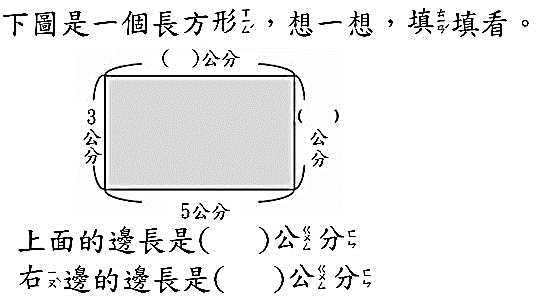 下圖是一個長方形ㄒㄧㄥˊ，想一想，填ㄊㄧㄢˊ填看。
(　)公分
3公分
(　)公分
5公分
上面的邊長是(　)公ㄍㄨㄥ分ㄈㄣ
右ㄧㄡˋ邊的邊長是(　)公ㄍㄨㄥ分ㄈㄣ